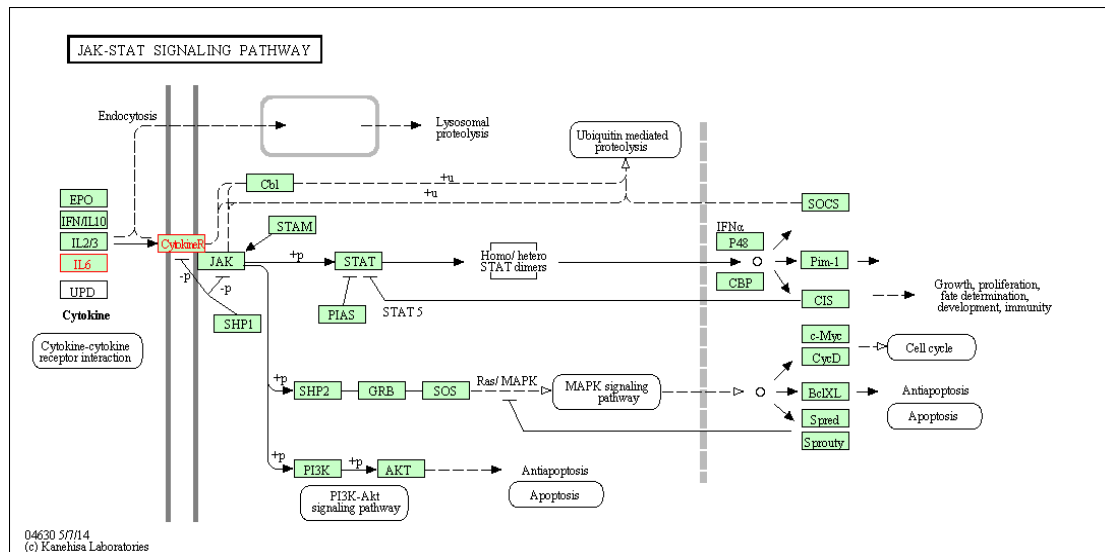 JAK-STAT SIGNALING PATHWAY
Endocytosis
Lysosomal
proteolysis
Ubiquitin mediated
proteolysis
Cbl
+u
+u
EPO
IFN/IL10
IL2/3
IL6
UPD
Cytokine
Cytokine-cytokine
receptor interaction
CytokineR
JAK
STAM
-p
-p
SHP1
+p
STAT
PIAS
STAT 5
Homo/ hetero
STAT dimers
SOCS
IFNα
P48
CBP
Pim-1
CIS
Growth, proliferation,
fate determination,
development, immunity
c-Myc
CycD
Cell cycle
+p
SHP2
GRB
SOS
Ras/ MAPK
MAPK signaling
pathway
BclXL
Antiapoptosis
Apoptosis
Spred
Sprouty
+p
PI3K
+p
AKT
Antiapoptosis
Apoptosis
PI3K-Akt
signaling pathway
04630 5/7/14
(c) Kanehisa Laboratories